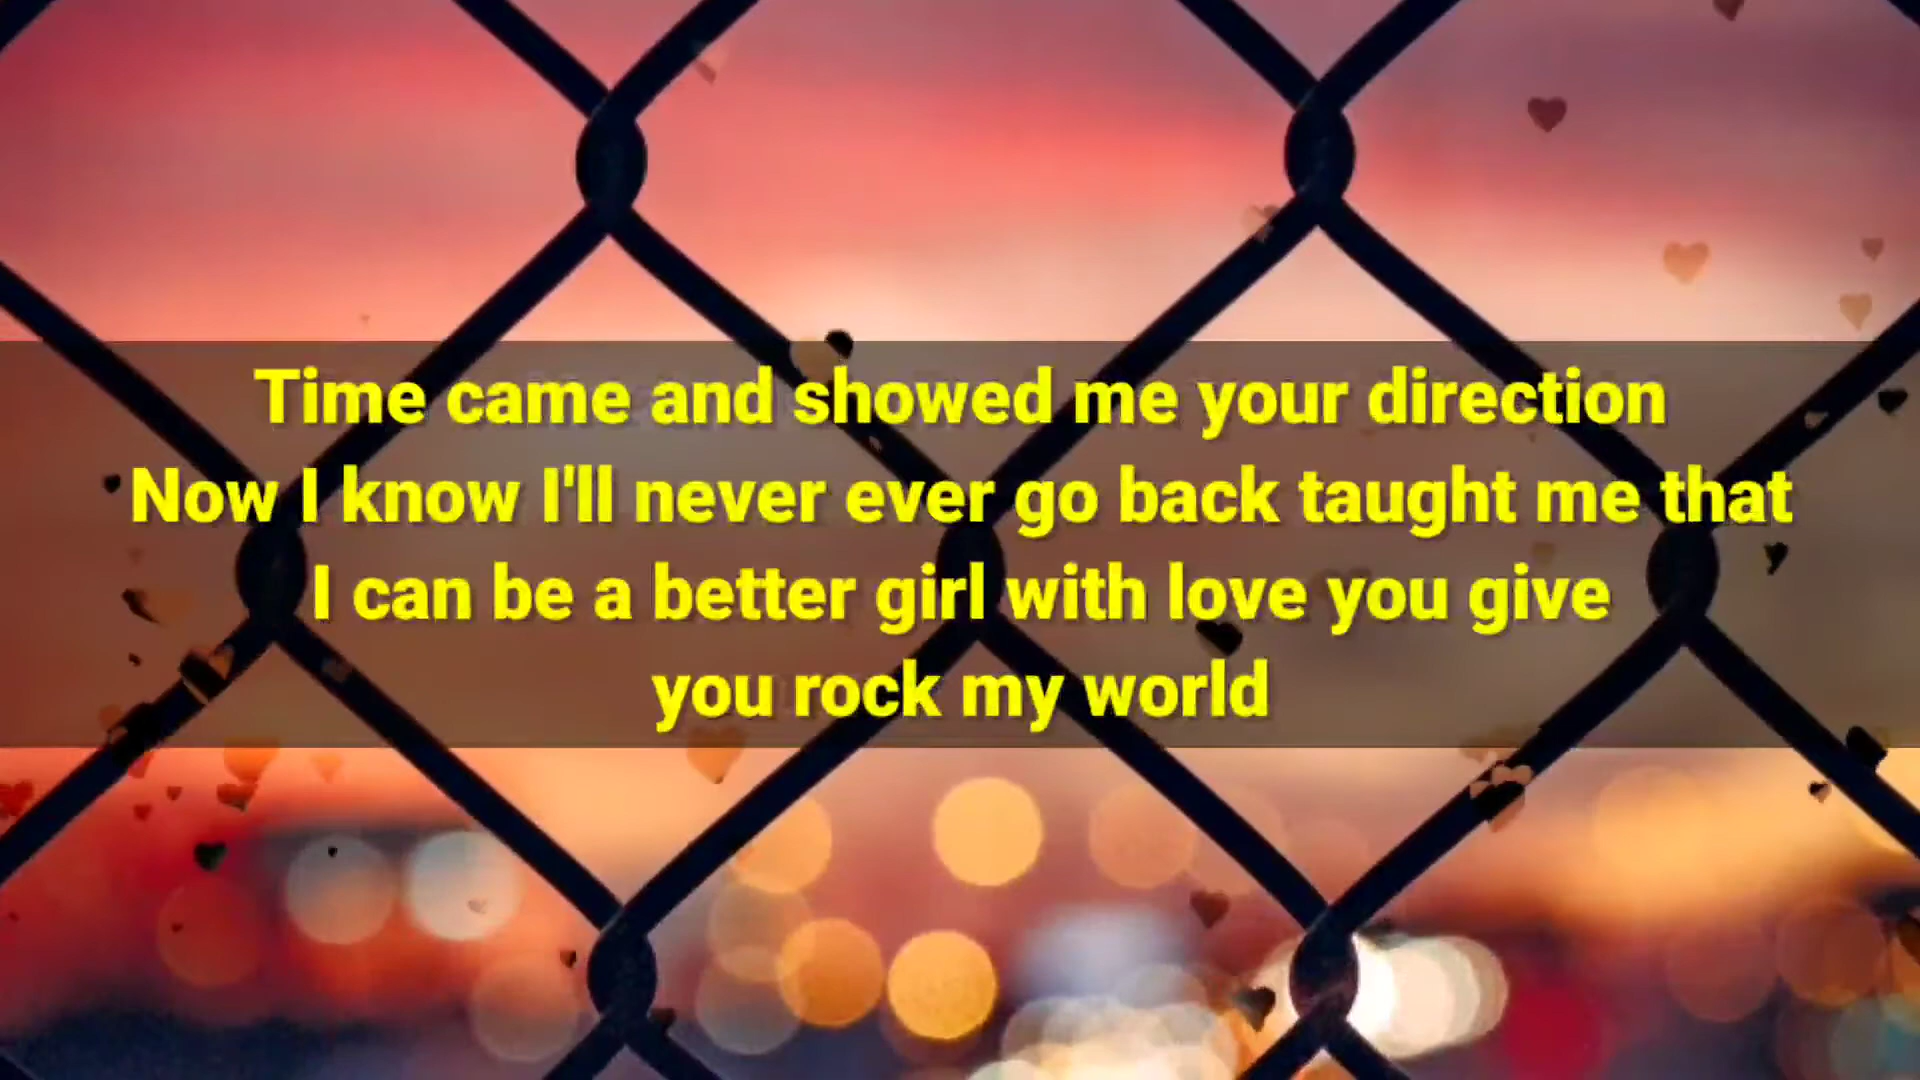 Time came and showed me your direction
Now I know I'll never ever go back taught me that
I can be a better girl with love you give
you rock my world